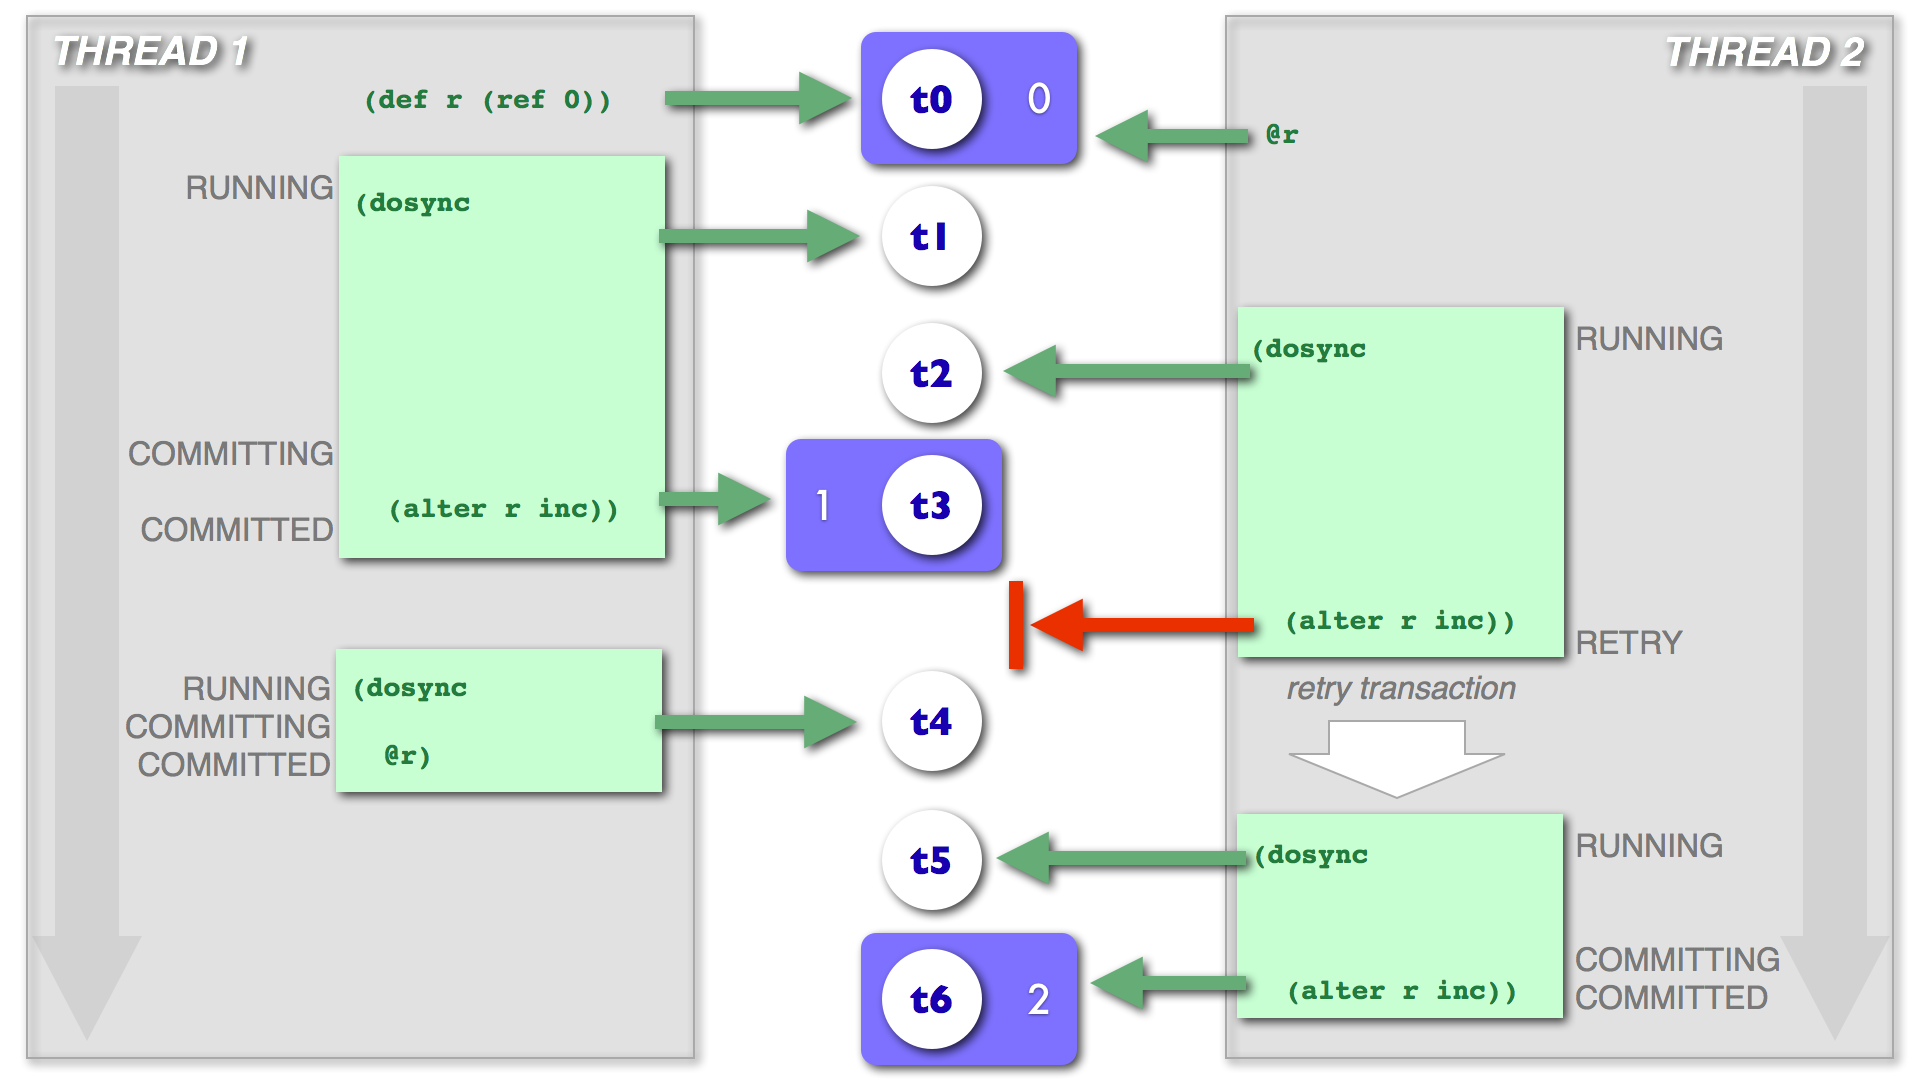 THREAD 1
(def r (ref 0))
RUNNING
(dosync
COMMITTING
(alter r inc))
COMMITTED
RUNNING
(dosync
COMMITTING
@r)
COMMITTED
t0 0
t1
t2
1 t3
t4
t5
t6 2
THREAD 2
@r
RUNNING
(dosync
(alter r inc))
RETRY
retry transaction
RUNNING
(dosync
COMMITTING
(alter r inc))
COMMITTED